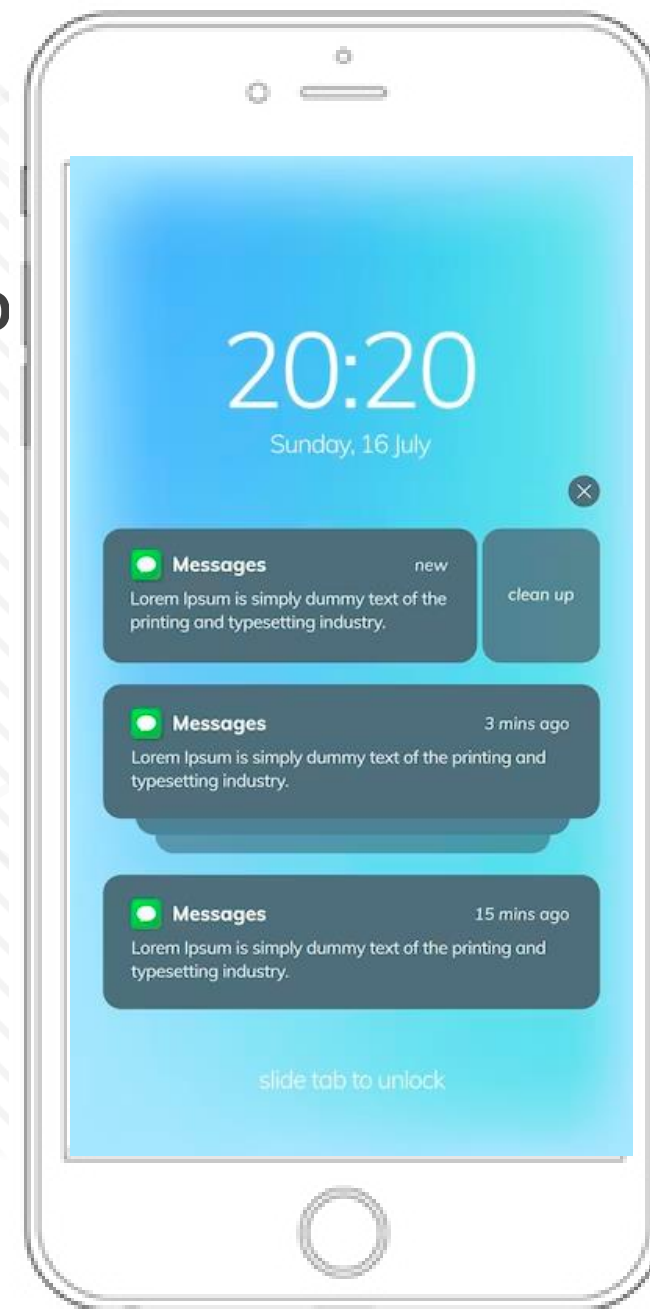 20:20
Sunday, 16 July
Messages new
Lorem Ipsum is simply dummy text of the
printing and typesetting industry.
clean up
Messages 3 mins ago
Lorem Ipsum is simply dummy text of the printing and
typesetting industry.
Messages 15 mins ago
Lorem Ipsum is simply dummy text of the printing and
typesetting industry.
slide tab to unlock